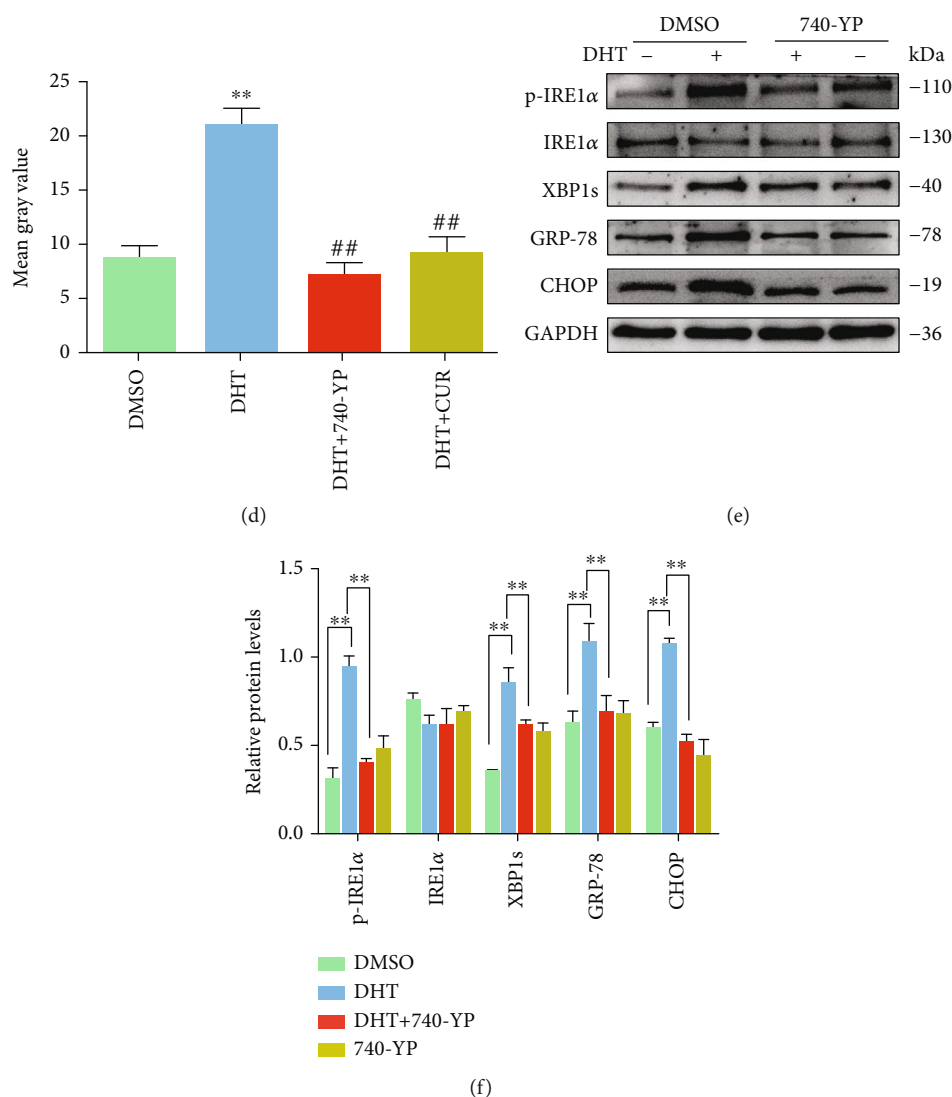 25
20
15
10
5
0
Mean gray value
**
##
##
DMSO
DHT
DHT+740-YP
DHT+CUR
(d)
DMSO 740-YP
DHT − + + − kDa
p-IRE1α −110
IRE1α −130
XBP1s −40
GRP-78 −78
CHOP −19
GAPDH −36
(e)
1.5
1.0
0.5
0.0
Relative protein levels
** **
** **
** **
** **
p-IRE1α
IRE1α
XBP1s
GRP-78
CHOP
DMSO
DHT
DHT+740-YP
740-YP
(f)